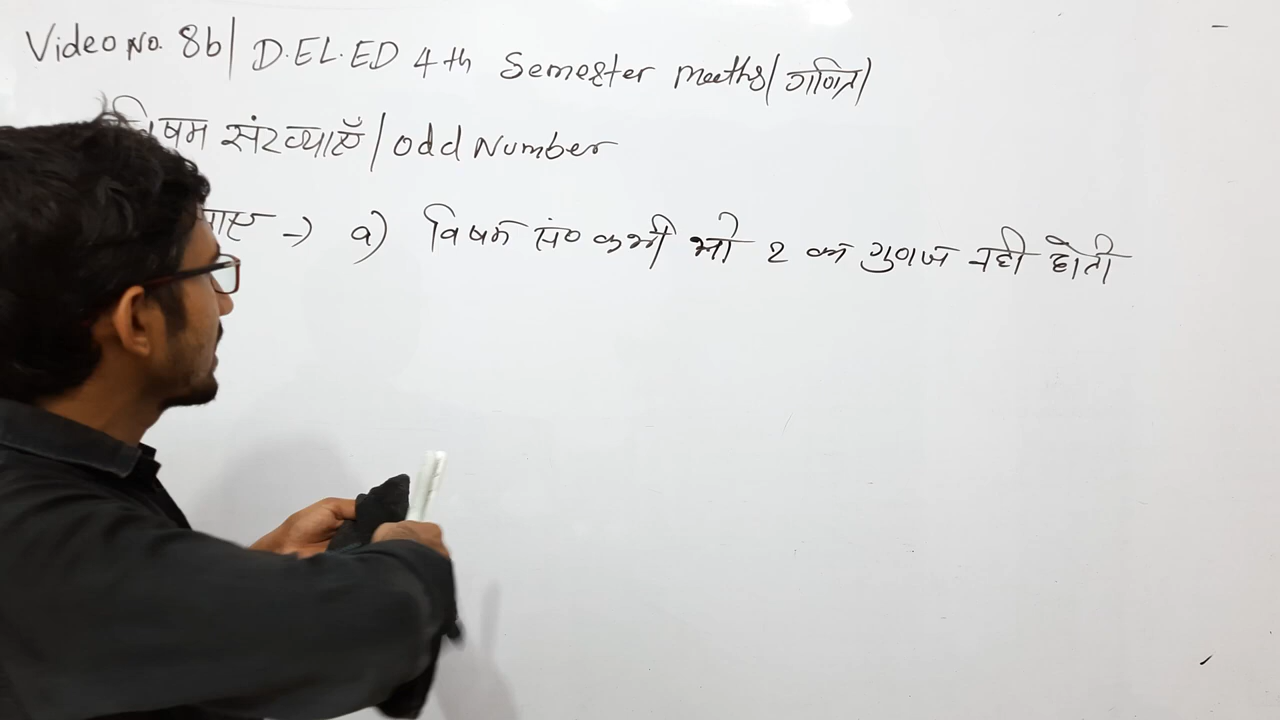 Video No. 8b| D.EL.ED 4th Semester Maths/ गणित/
विषम संख्याएँ / odd Number
→ a) विषम सं० कभी भी 2 का गुणज नही होती